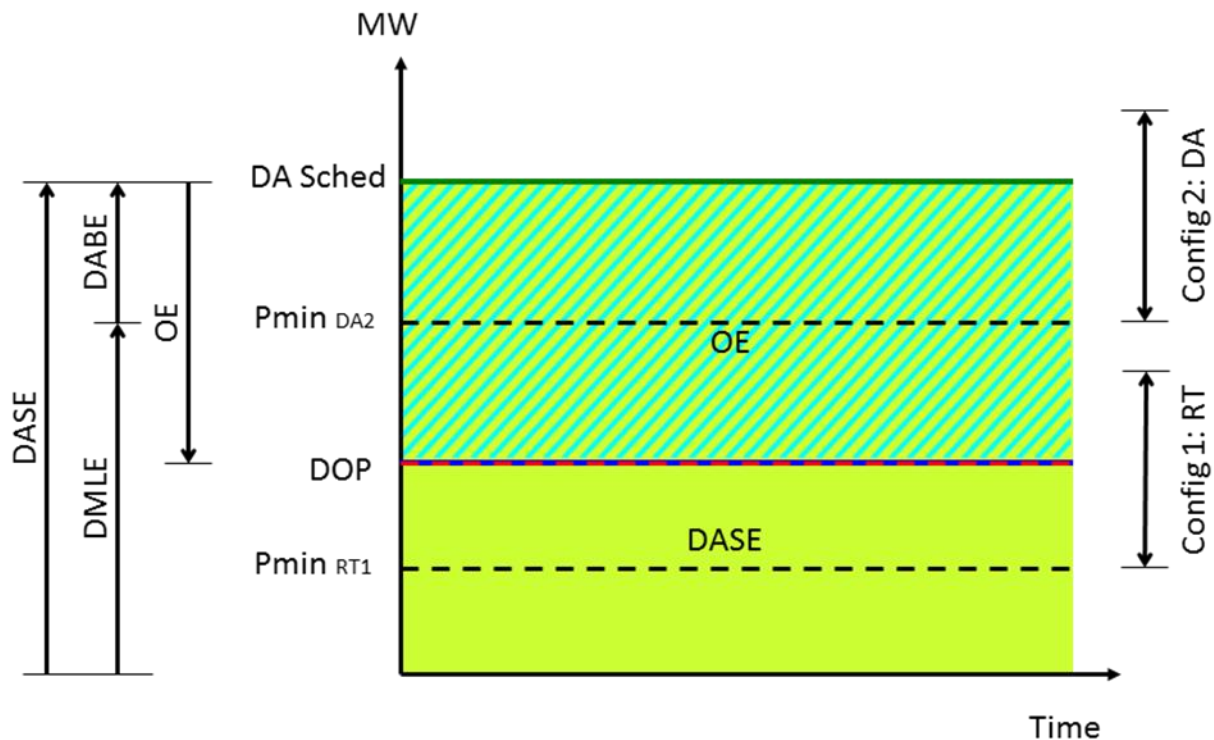 MW
DA Sched
Pmin DA2
DOP
Pmin RT1
DASE
DABE
DMLE
OE
OE
DASE
Config 2: DA
Config 1: RT
Time